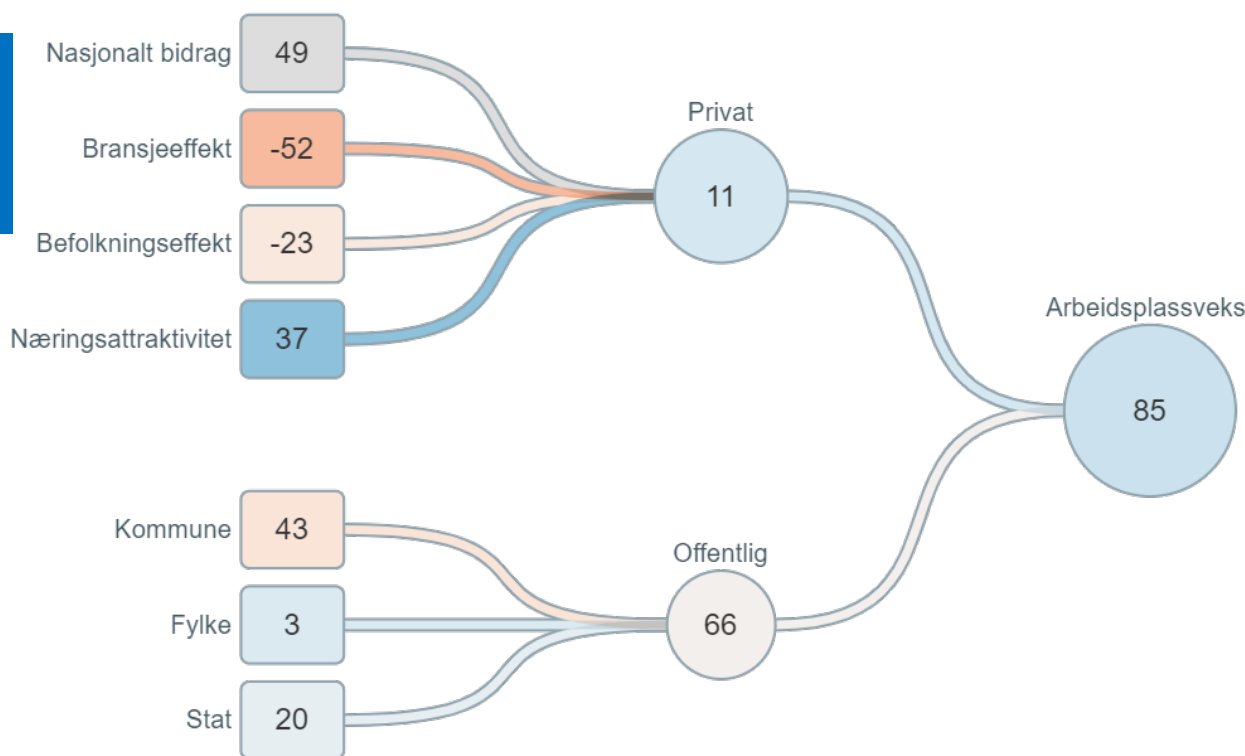 Nasjonalt bidrag
49
Bransjeeffekt
-52
Befolkningseffekt
-23
Næringsattraktivitet
37
Privat
11
Arbeidsplassveks
85
Kommune
43
Fylke
3
Stat
20
Offentlig
66